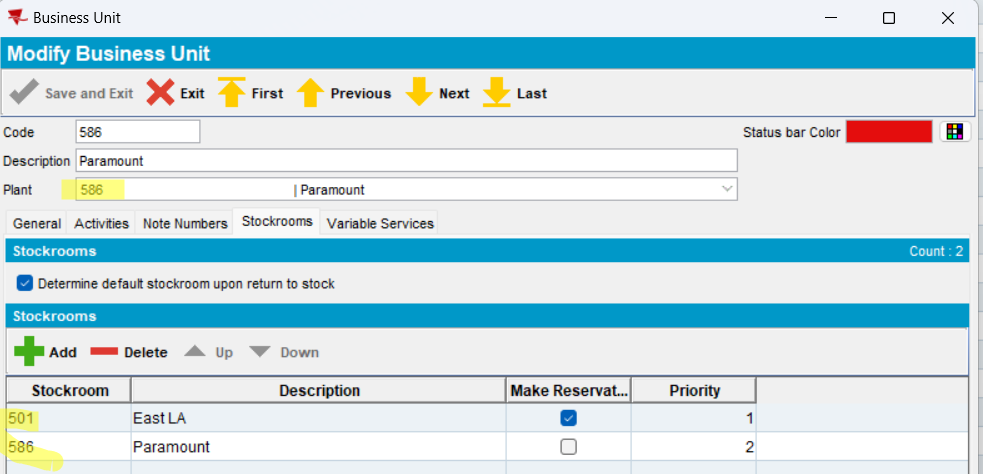 Business Unit
Modify Business Unit
Save and Exit Exit First Previous Next Last
Code 586 Status bar Color
Description Paramount
Plant 586 | Paramount
General Activities Note Numbers Stockrooms Variable Services
Stockrooms Count : 2
Determine default stockroom upon return to stock
Stockrooms
Add Delete Up Down
Stockroom Description Make Reservat... Priority
501 East LA 1
586 Paramount 2